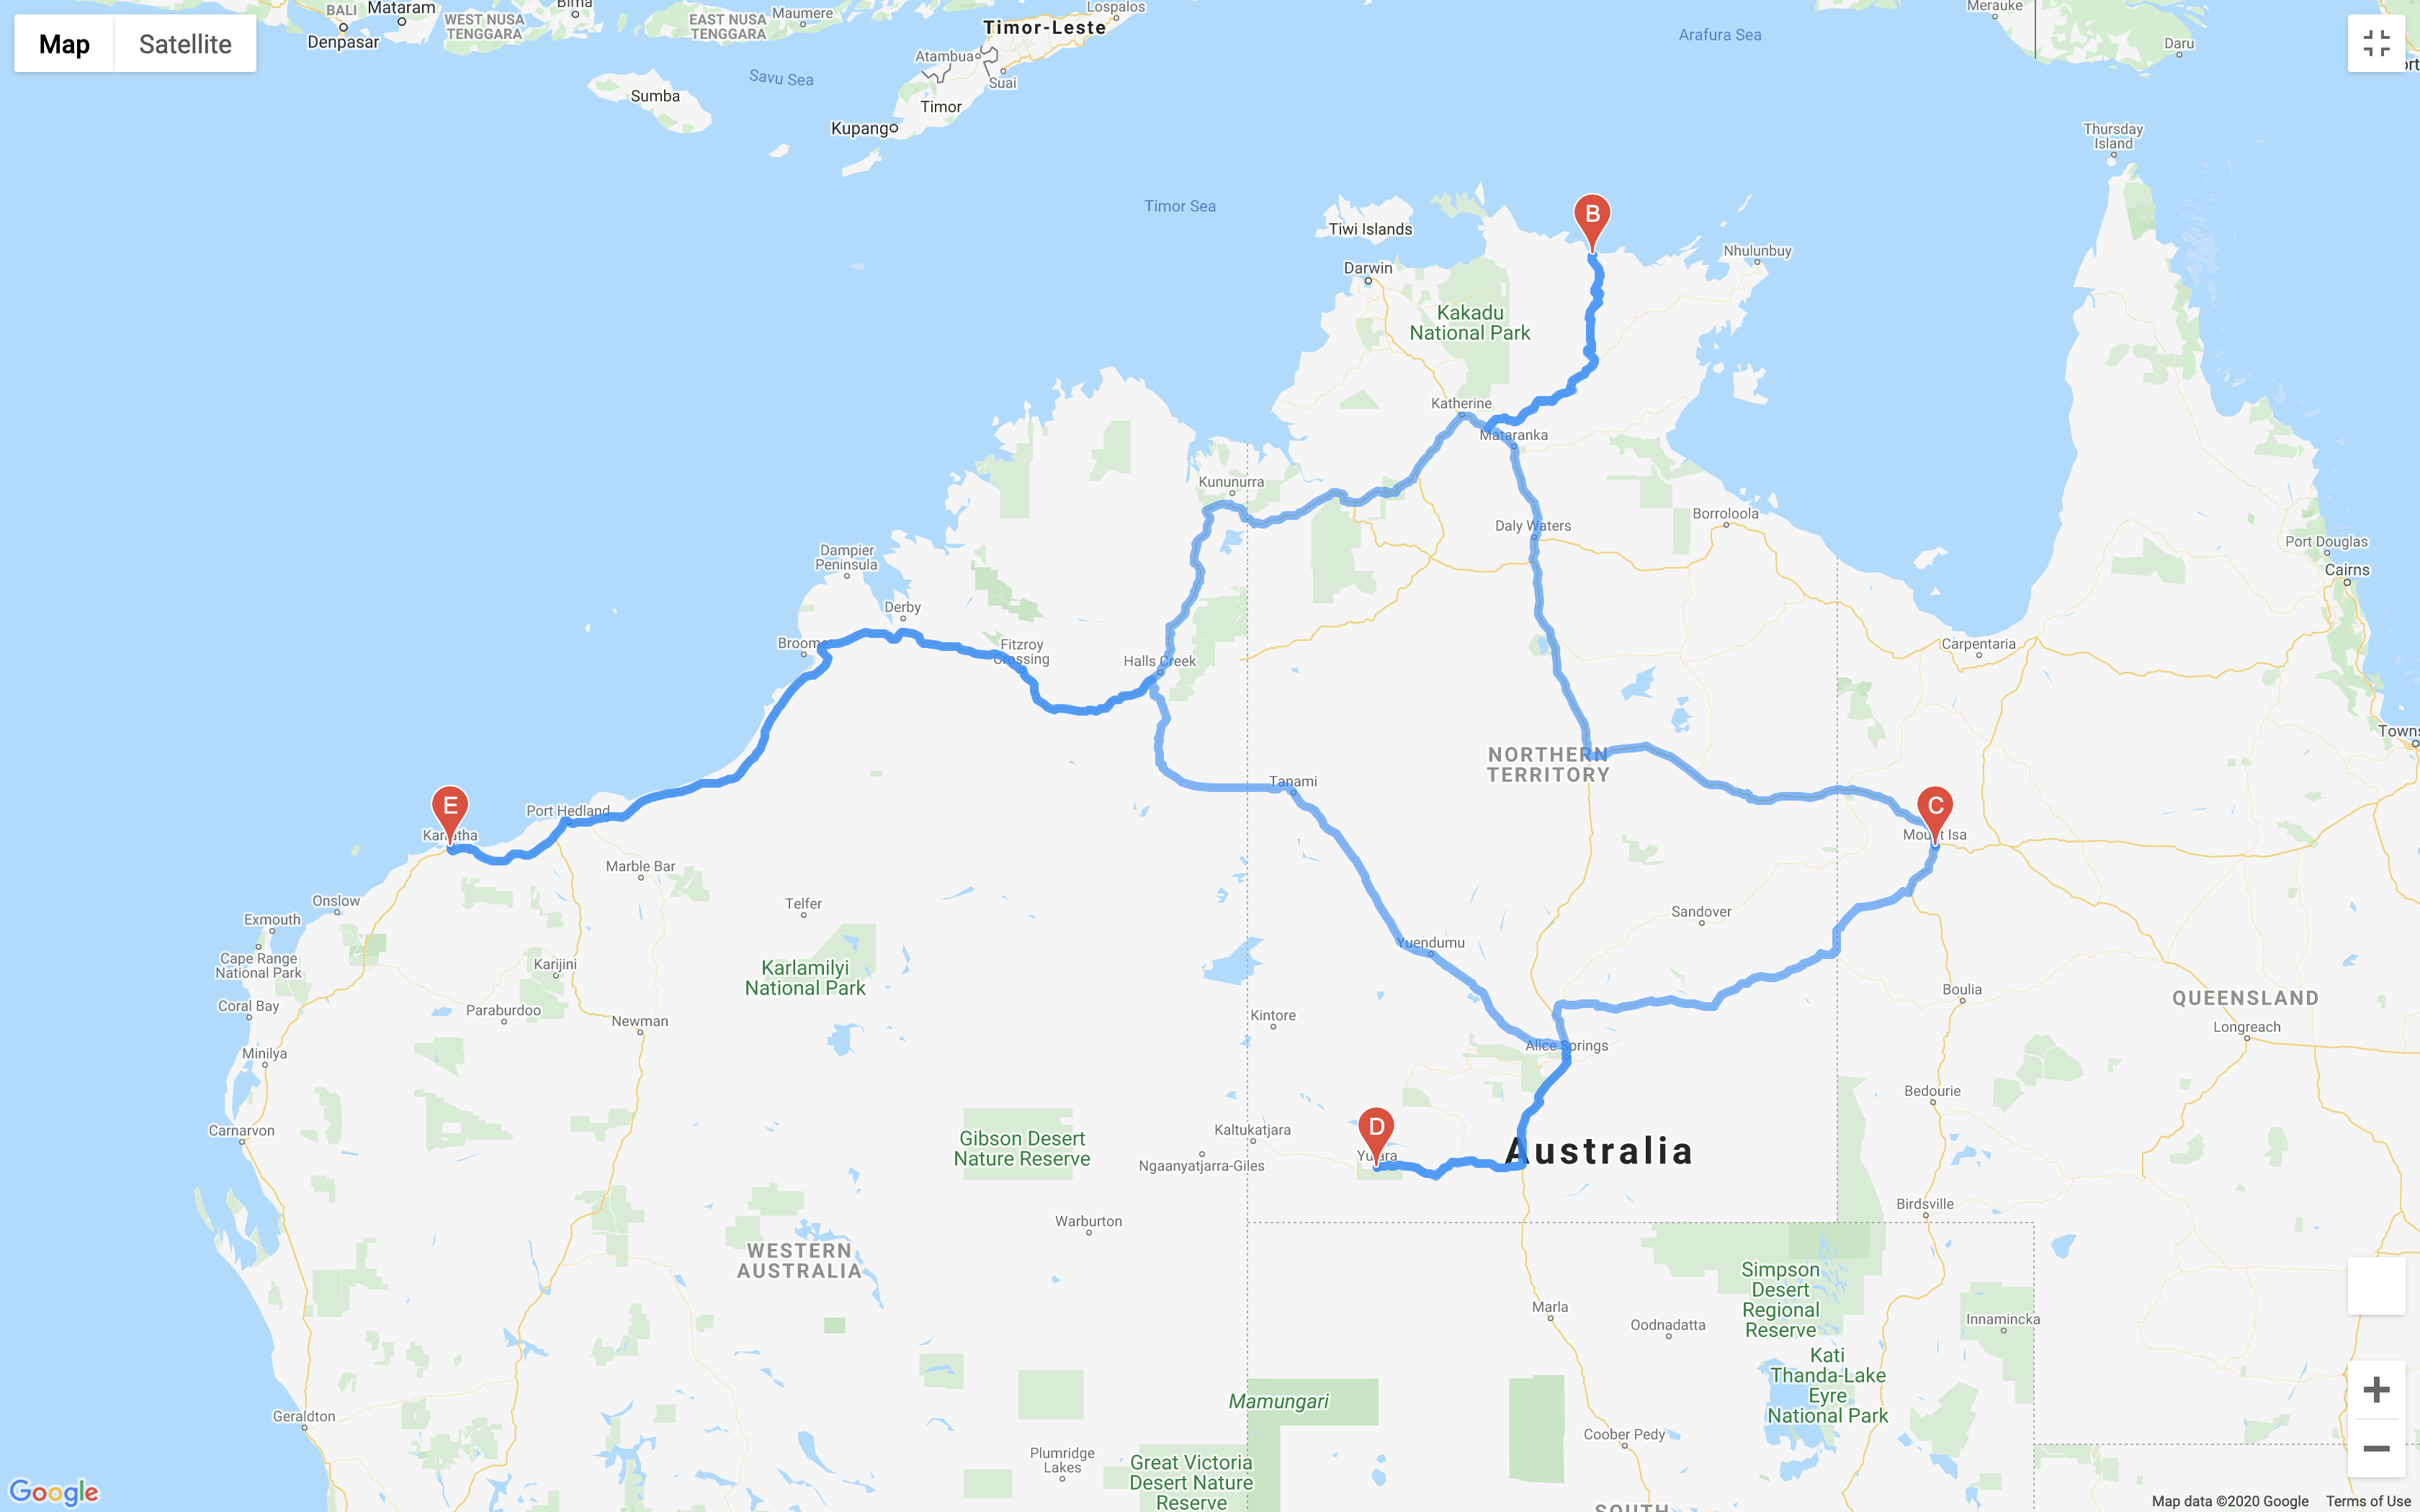 BALI
Mataram
WEST NUSA
TENGGARA
Bima
EAST NUSA
TENGGARA
Maumere
Lospalos
Merauke
Denpasar
Timor-Leste
Arafura Sea
Daru
Map
Satellite
Atambua
Suai
Savu Sea
Sumba
Timor
Kupang
Thursday
Island
Timor Sea
Tiwi Islands
B
Nhulunbuy
Darwin
Kakadu
National Park
Katherine
Mataranka
Kununurra
Daly Waters
Borroloola
Port Douglas
Cairns
Dampier
Peninsula
Derby
Broome
Fitzroy
Crossing
Halls Creek
Carpentaria
NORTHERN
TERRITORY
Tanami
E
Karratha
Port Hedland
C
Mount Isa
Marble Bar
Onslow
Exmouth
Telfer
Sandover
Cape Range
National Park
Karijini
Karlamilyi
National Park
Yuendumu
Coral Bay
Paraburdoo
Newman
Kintore
Boulia
QUEENSLAND
Longreach
Minilya
Alice Springs
Bedourie
Carnarvon
Gibson Desert
Nature Reserve
Kaltukatjara
Ngaanyatjarra-Giles
D
Yulara
Australia
Birdsville
Warburton
WESTERN
AUSTRALIA
Simpson
Desert
Regional
Reserve
Marla
Oodnadatta
Innamincka
Kati
Thanda-Lake
Eyre
National Park
Mamungari
Geraldton
Coober Pedy
Plumridge
Lakes
Great Victoria
Desert Nature
Reserve
SOUTH
Google
Map data ©2020 Google
Terms of Use